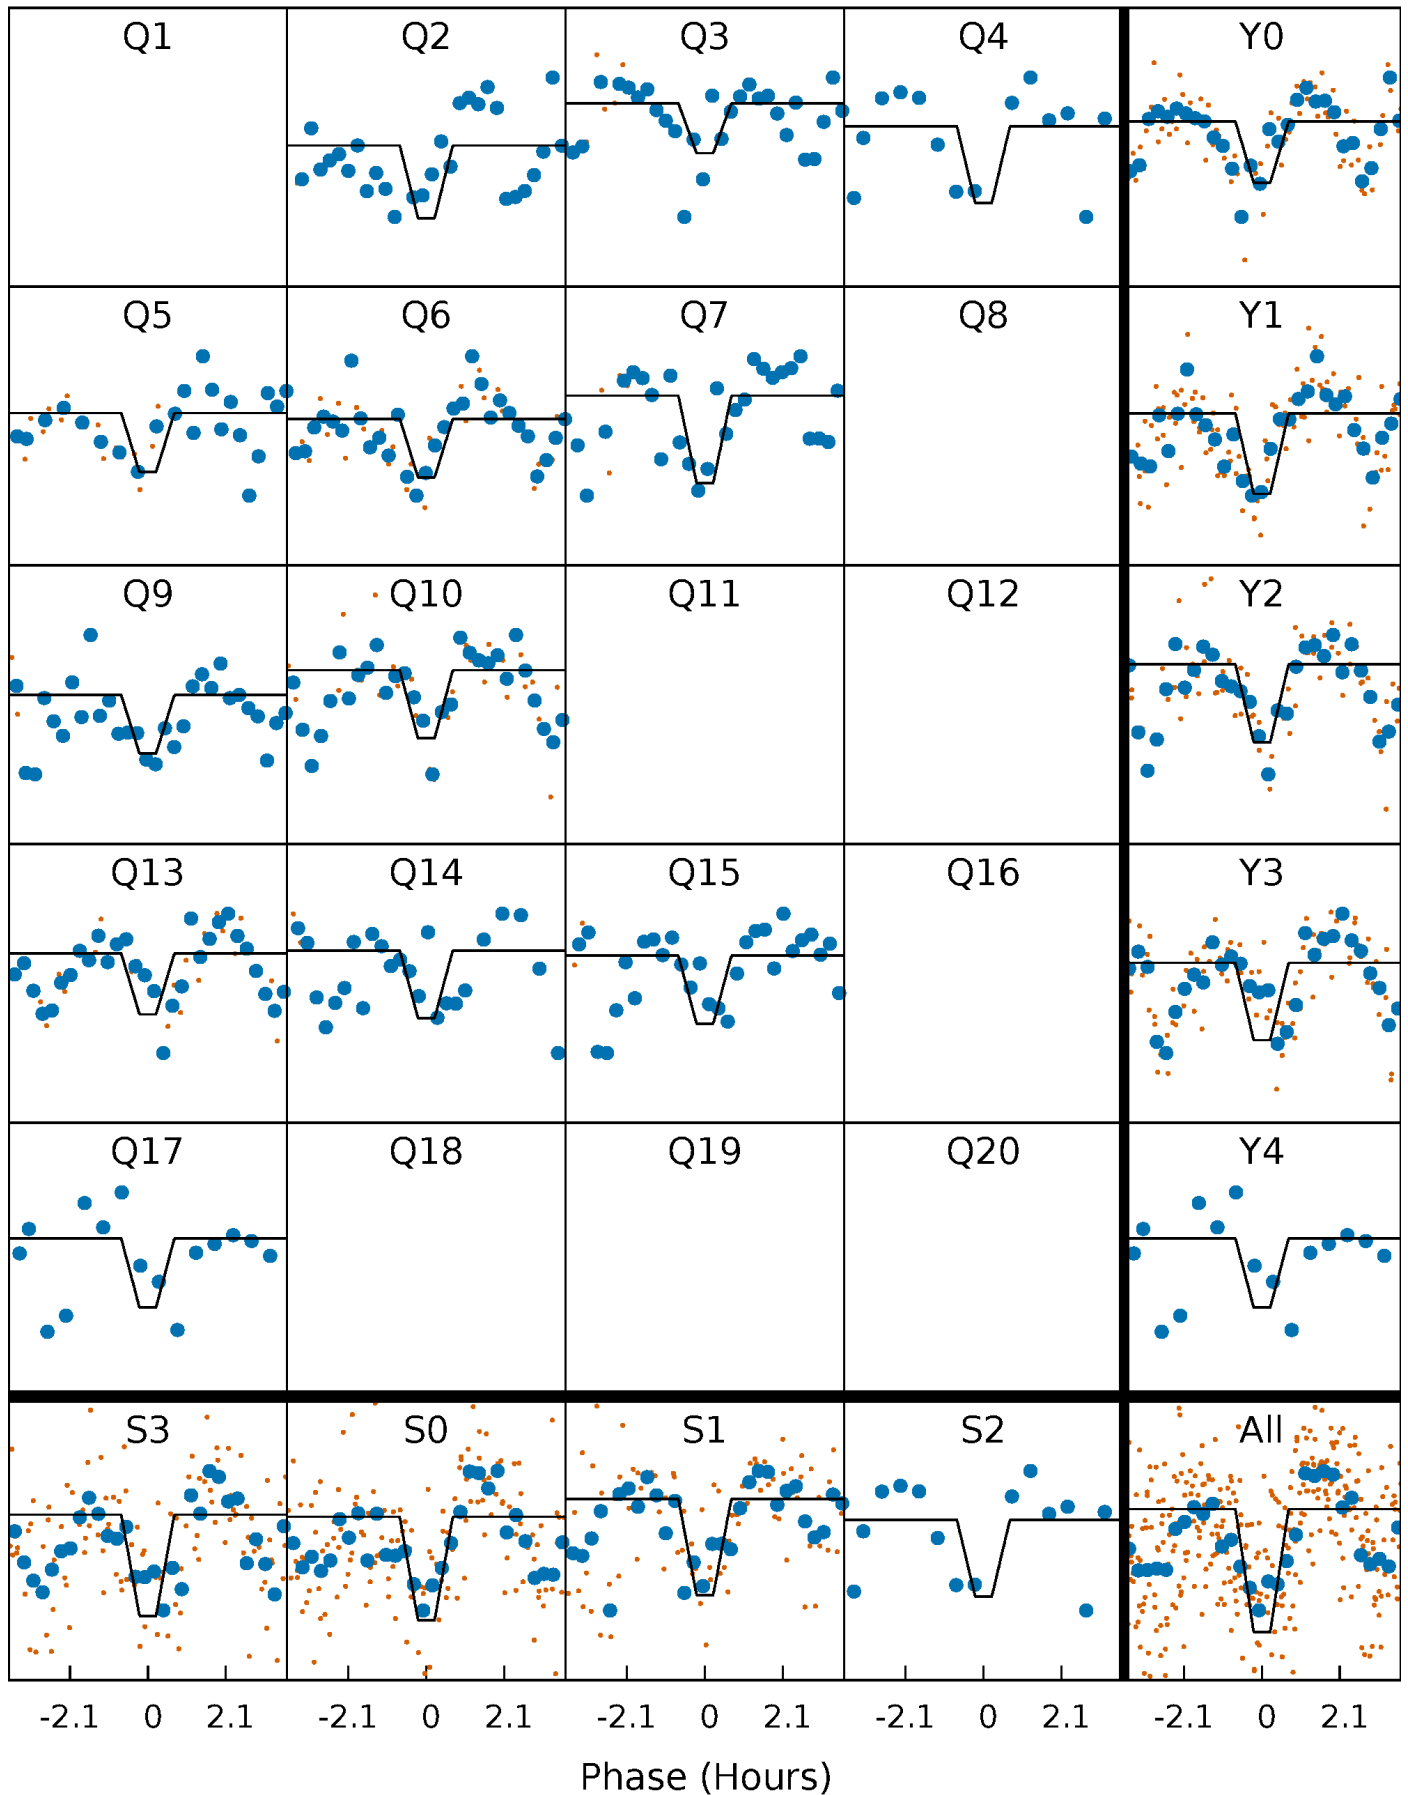 Q1 Q2 Q3 Q4 Y0
Q5 Q6 Q7 Q8 Y1
Q9 Q10 Q11 Q12 Y2
Q13 Q14 Q15 Q16 Y3
Q17 Q18 Q19 Q20 Y4
S3 S0 S1 S2 All
-2.1 0 2.1 -2.1 0 2.1 -2.1 0 2.1 -2.1 0 2.1 -2.1 0 2.1
Phase (Hours)